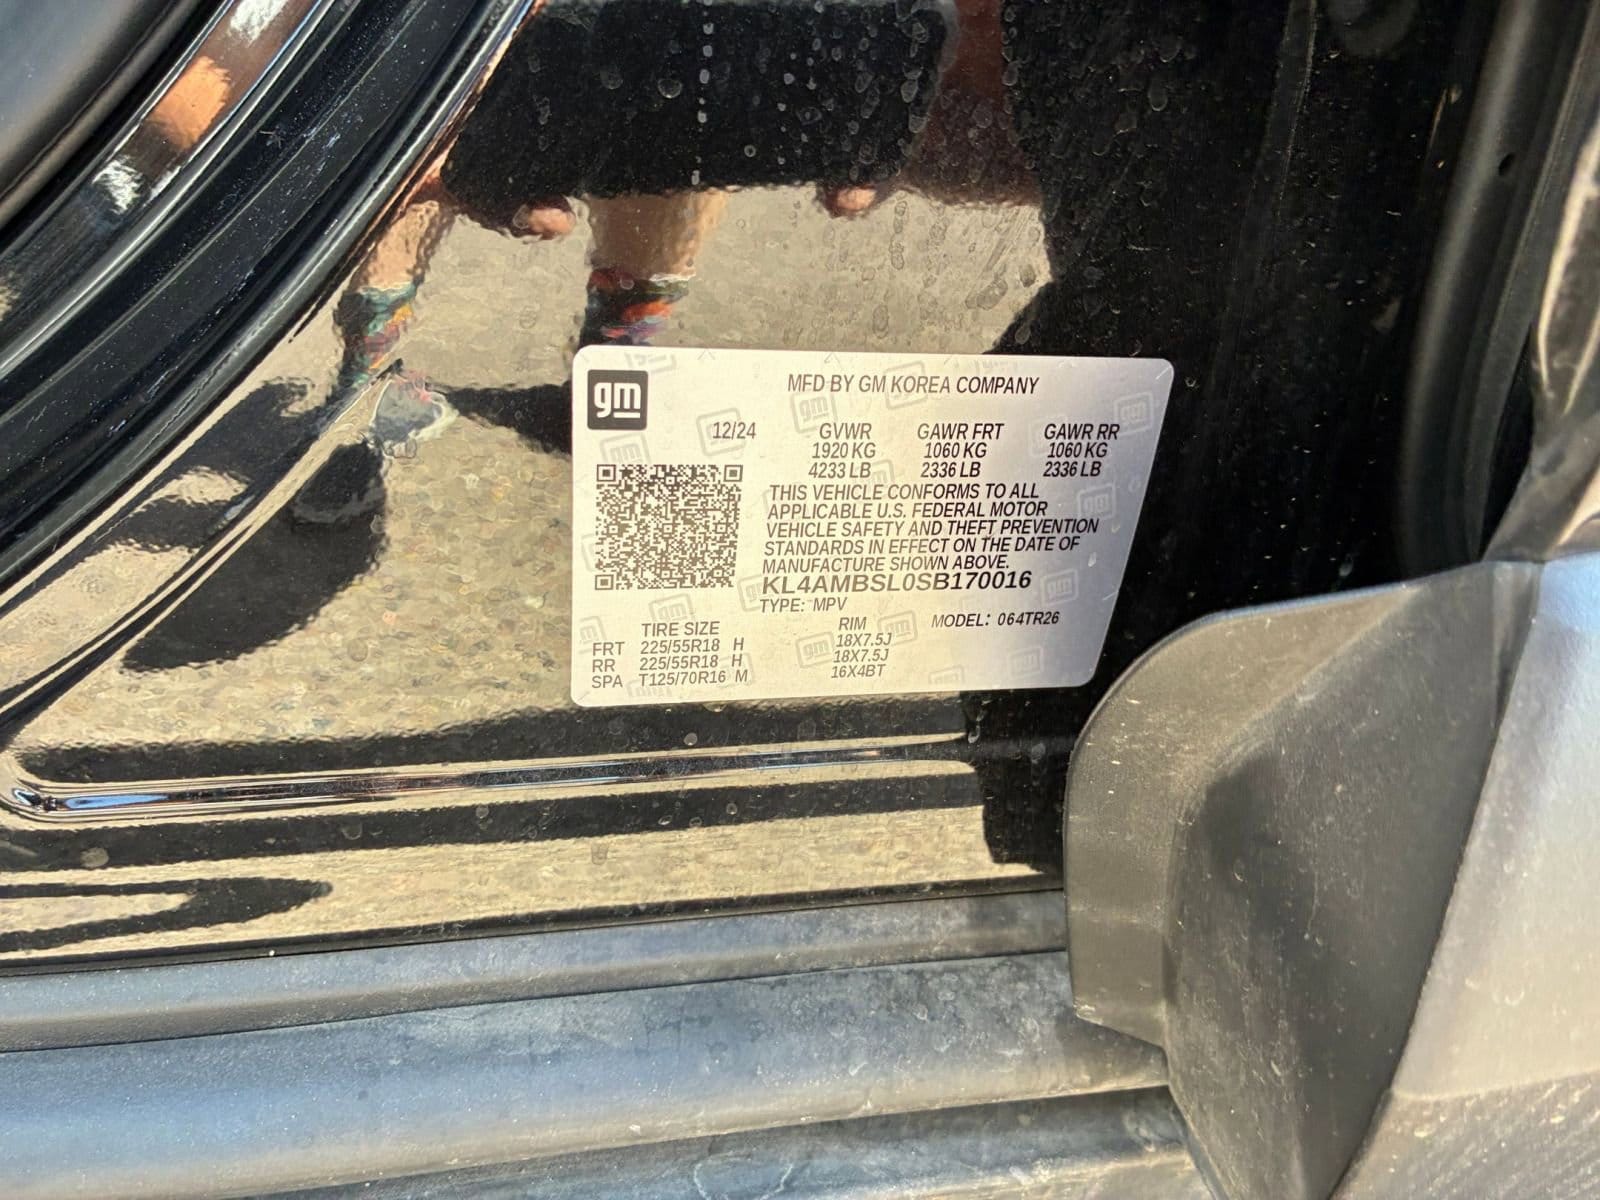 gm
MFD BY GM KOREA COMPANY
12/24 GVWR GAWR FRT GAWR RR
1920 KG 1060 KG 1060 KG
4233 LB 2336 LB 2336 LB
THIS VEHICLE CONFORMS TO ALL
APPLICABLE U.S. FEDERAL MOTOR
VEHICLE SAFETY AND THEFT PREVENTION
STANDARDS IN EFFECT ON THE DATE OF
MANUFACTURE SHOWN ABOVE.
KL4AMBSL0SB170016
TYPE: MPV
TIRE SIZE RIM MODEL: 064TR26
FRT 225/55R18 H 18X7.5J
RR 225/55R18 H 18X7.5J
SPA T125/70R16 M 16X4BT